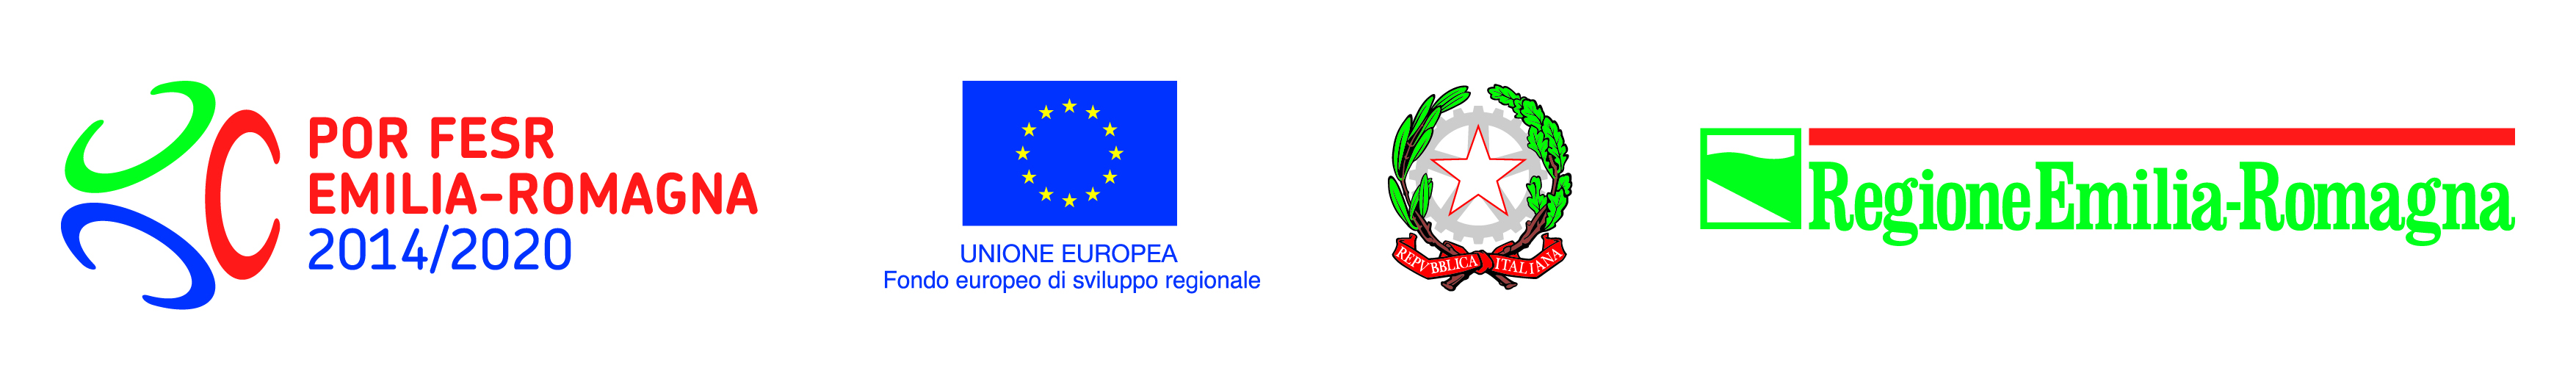 POR FESR
EMILIA-ROMAGNA
2014/2020
UNIONE EUROPEA
Fondo europeo di sviluppo regionale
REPVBBLICA ITALIANA
RegioneEmilia-Romagna